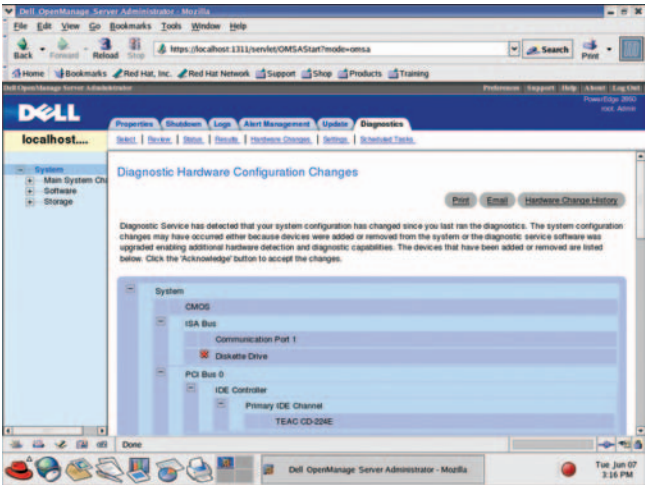 Dell OpenManage Server Administrator - Mozilla
File Edit View Go Bookmarks Tools Window Help
Back Forward Reload Stop https://localhost:1311/servlet/OMSAStart?mode=omsa Search Print
Home Bookmarks Red Hat, Inc. Red Hat Network Support Shop Products Training
Dell OpenManage Server Administrator Preferences Support Help About Log Out
DELL
PowerEdge 2800
root Admin
Properties Shutdown Logs Alert Management Update Diagnostics
localhost.... Select Review Status Results Hardware Changes Settings Scheduled Tasks
System
Main System Cha
Software
Storage
Diagnostic Hardware Configuration Changes
Print Email Hardware Change History
Diagnostic Service has detected that your system configuration has changed since you last ran the diagnostics. The system configuration
changes may have occurred either because devices were added or removed from the system or the diagnostic service software was
upgraded enabling additional hardware detection and diagnostic capabilities. The devices that have been added or removed are listed
below. Click the 'Acknowledge' button to accept the changes.
System
CMOS
ISA Bus
Communication Port 1
Diskette Drive
PCI Bus 0
IDE Controller
Primary IDE Channel
TEAC CD-224E
Done
Dell OpenManage Server Administrator - Mozilla
Tue Jun 07
3:16 PM